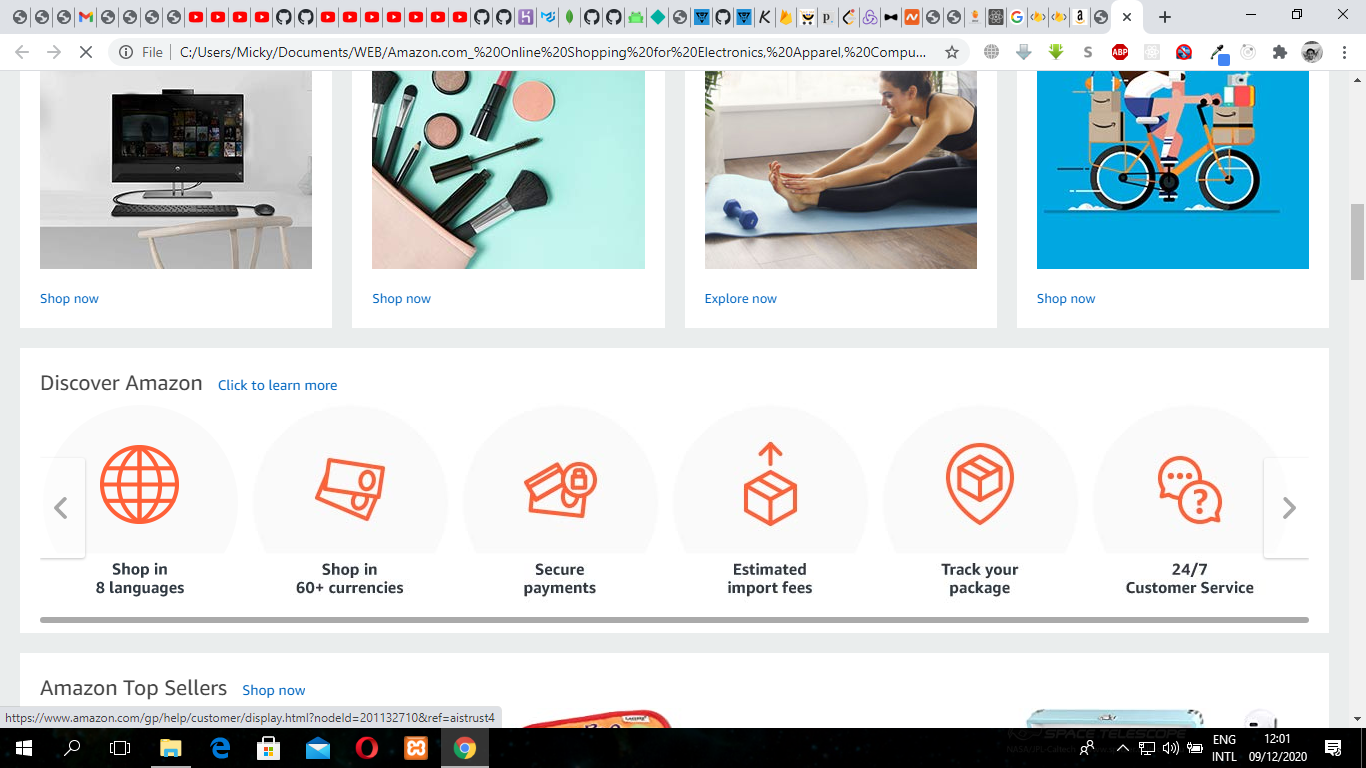 File
C:/Users/Micky/Documents/WEB/Amazon.com_%20Online%20Shopping%20for%20Electronics,%20Apparel,%20Compu...
ABP
Shop now
Shop now
Explore now
Shop now
Discover Amazon Click to learn more
Shop in
8 languages
Shop in
60+ currencies
Secure
payments
Estimated
import fees
Track your
package
24/7
Customer Service
Amazon Top Sellers Shop now
https://www.amazon.com/gp/help/customer/display.html?nodeId=201132710&ref=aistrust4
SPACE TELESCOPE
ENG
INTL
12:01
09/12/2020